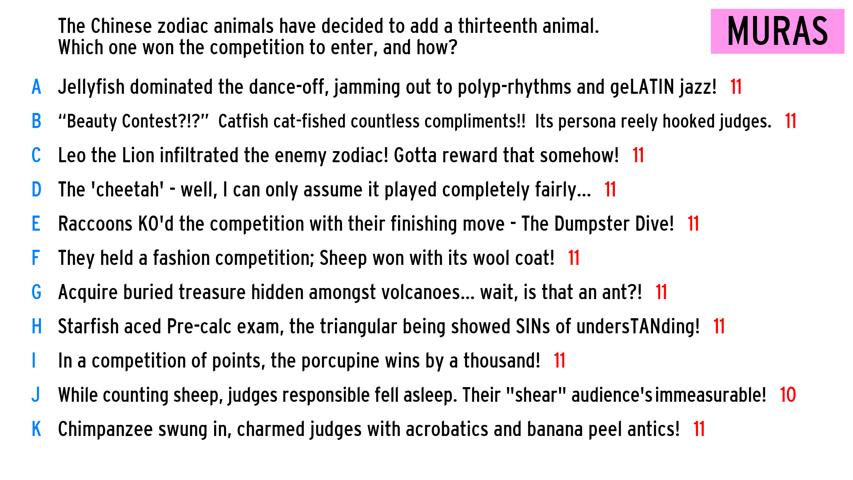 The Chinese zodiac animals have decided to add a thirteenth animal.
Which one won the competition to enter, and how?
MURAS
A Jellyfish dominated the dance-off, jamming out to polyp-rhythms and geLATIN jazz! 11
B “Beauty Contest?!?” Catfish cat-fished countless compliments!! Its persona reely hooked judges. 11
C Leo the Lion infiltrated the enemy zodiac! Gotta reward that somehow! 11
D The 'cheetah' - well, I can only assume it played completely fairly... 11
E Raccoons KO'd the competition with their finishing move - The Dumpster Dive! 11
F They held a fashion competition; Sheep won with its wool coat! 11
G Acquire buried treasure hidden amongst volcanoes... wait, is that an ant?! 11
H Starfish aced Pre-calc exam, the triangular being showed SINs of undersTANding! 11
I In a competition of points, the porcupine wins by a thousand! 11
J While counting sheep, judges responsible fell asleep. Their "shear" audience's immeasurable! 10
K Chimpanzee swung in, charmed judges with acrobatics and banana peel antics! 11